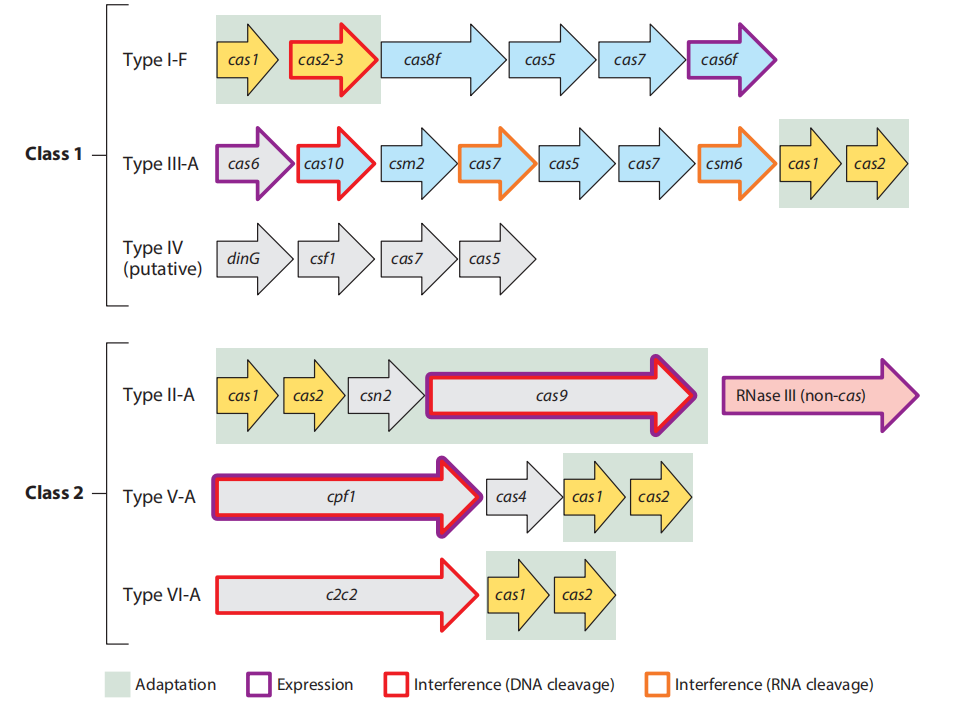 Class 1
Type I-F
cas1 cas2-3 cas8f cas5 cas7 cas6f
Type III-A
cas6 cas10 csm2 cas7 cas5 cas7 csm6 cas1 cas2
Type IV
(putative)
dinG csf1 cas7 cas5
Class 2
Type II-A
cas1 cas2 csn2 cas9 RNase III (non-cas)
Type V-A
cpf1 cas4 cas1 cas2
Type VI-A
c2c2 cas1 cas2
Adaptation Expression Interference (DNA cleavage) Interference (RNA cleavage)